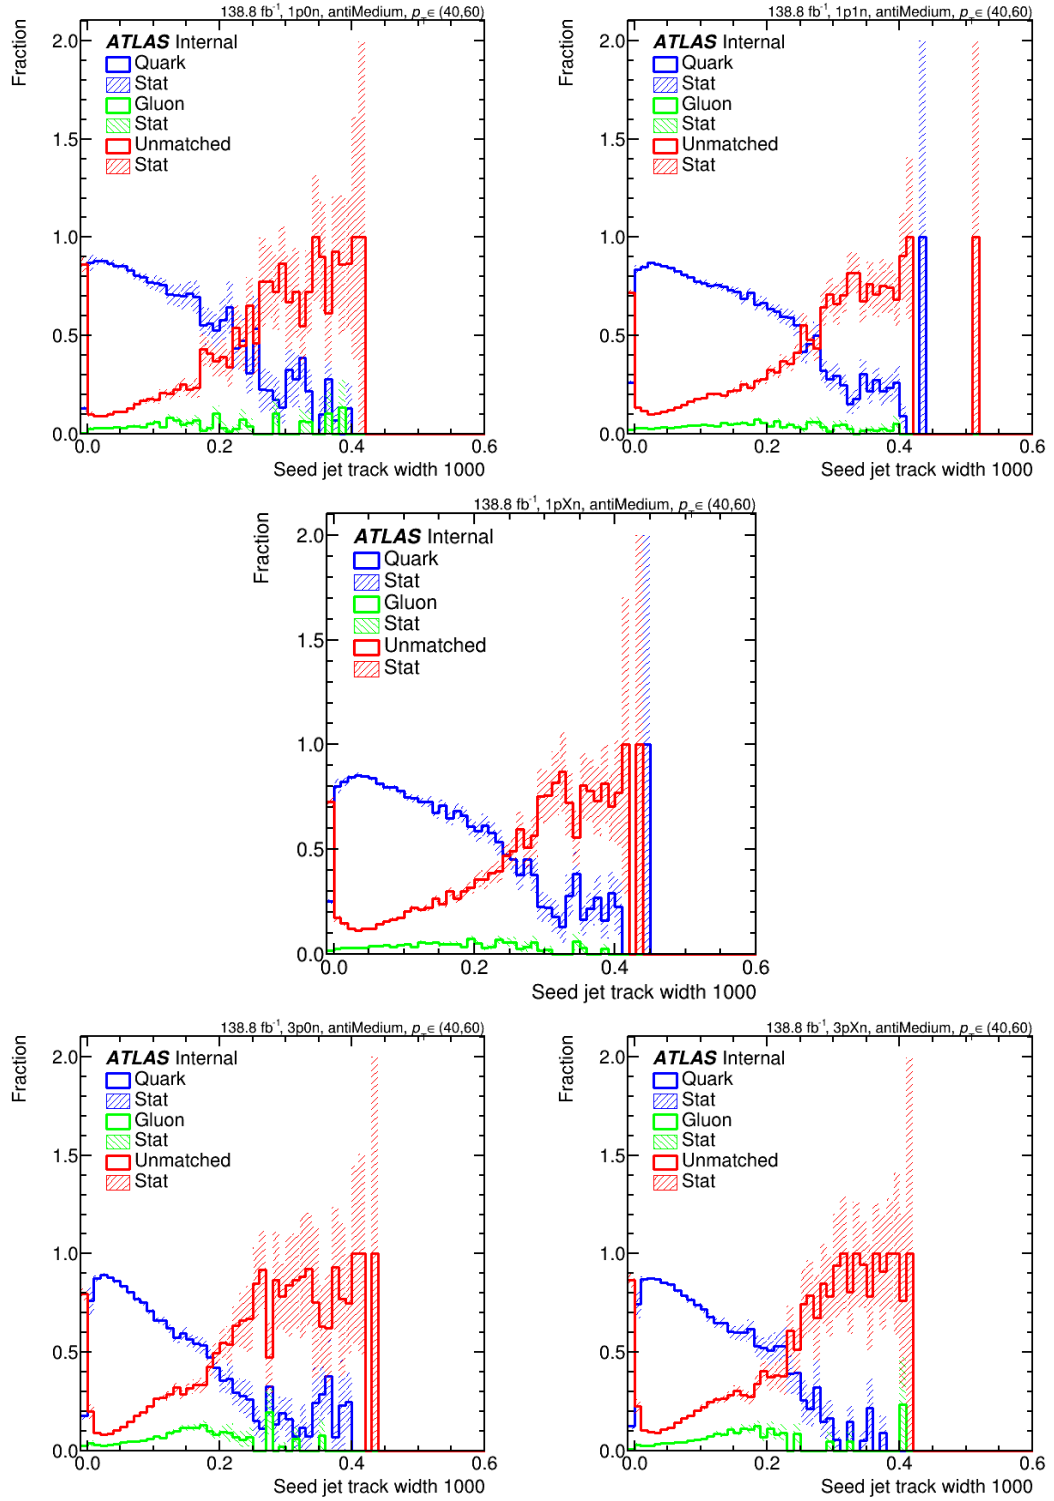 138.8 fb-1, 1p0n, antiMedium, pT∈ (40,60)
Fraction
2.0
1.5
1.0
0.5
0.0
ATLAS Internal
Quark
Stat
Gluon
Stat
Unmatched
Stat
0.0 0.2 0.4 0.6
Seed jet track width 1000
138.8 fb-1, 1p1n, antiMedium, pT∈ (40,60)
Fraction
2.0
1.5
1.0
0.5
0.0
ATLAS Internal
Quark
Stat
Gluon
Stat
Unmatched
Stat
0.0 0.2 0.4 0.6
Seed jet track width 1000
138.8 fb-1, 1pXn, antiMedium, pT∈ (40,60)
Fraction
2.0
1.5
1.0
0.5
0.0
ATLAS Internal
Quark
Stat
Gluon
Stat
Unmatched
Stat
0.0 0.2 0.4 0.6
Seed jet track width 1000
138.8 fb-1, 3p0n, antiMedium, pT∈ (40,60)
Fraction
2.0
1.5
1.0
0.5
0.0
ATLAS Internal
Quark
Stat
Gluon
Stat
Unmatched
Stat
0.0 0.2 0.4 0.6
Seed jet track width 1000
138.8 fb-1, 3pXn, antiMedium, pT∈ (40,60)
Fraction
2.0
1.5
1.0
0.5
0.0
ATLAS Internal
Quark
Stat
Gluon
Stat
Unmatched
Stat
0.0 0.2 0.4 0.6
Seed jet track width 1000